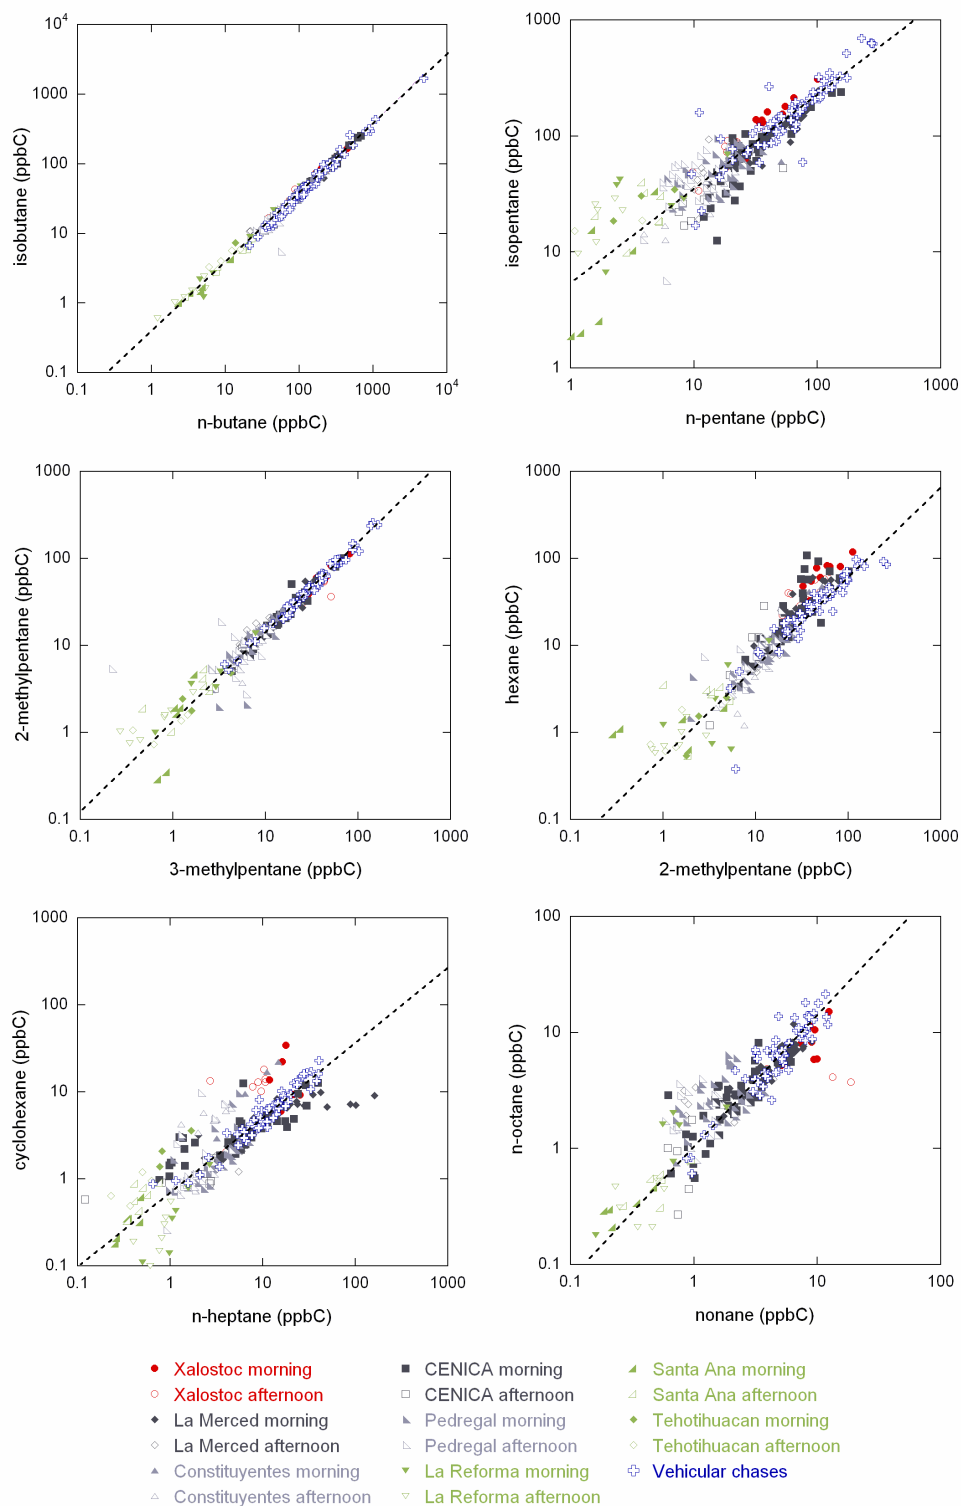 10^4
1000
100
10
1
0.1
isobutane (ppbC)
0.1 1 10 100 1000 10^4
n-butane (ppbC)
1000
100
10
1
isopentane (ppbC)
1 10 100 1000
n-pentane (ppbC)
1000
100
10
1
0.1
2-methylpentane (ppbC)
0.1 1 10 100 1000
3-methylpentane (ppbC)
1000
100
10
1
0.1
hexane (ppbC)
0.1 1 10 100 1000
2-methylpentane (ppbC)
1000
100
10
1
0.1
cyclohexane (ppbC)
0.1 1 10 100 1000
n-heptane (ppbC)
100
10
1
0.1
n-octane (ppbC)
0.1 1 10 100
nonane (ppbC)
Xalostoc morning
Xalostoc afternoon
La Merced morning
La Merced afternoon
Constituyentes morning
Constituyentes afternoon
CENICA morning
CENICA afternoon
Pedregal morning
Pedregal afternoon
La Reforma morning
La Reforma afternoon
Santa Ana morning
Santa Ana afternoon
Tehotihuacan morning
Tehotihuacan afternoon
Vehicular chases